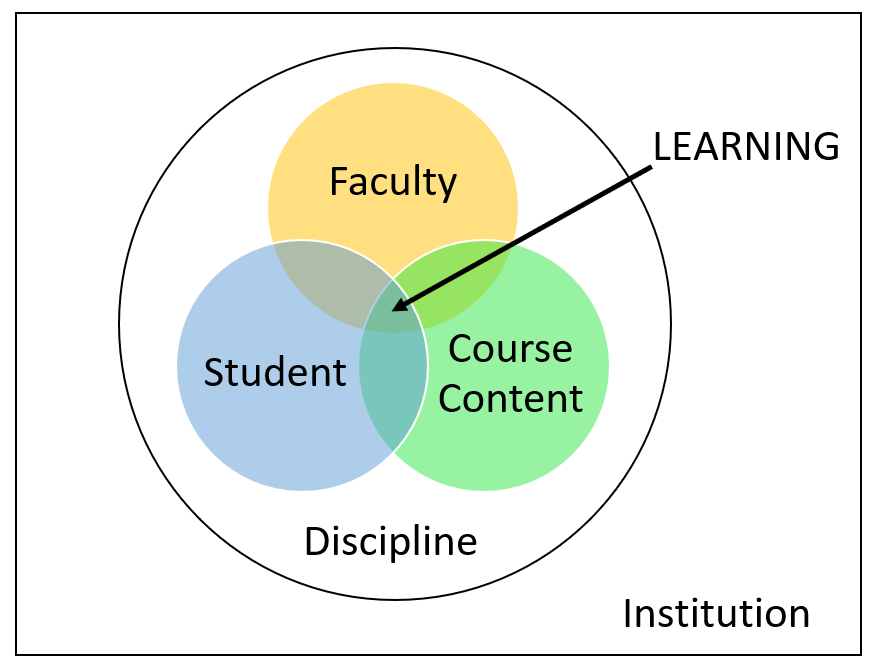 LEARNING
Faculty
Student
Course
Content
Discipline
Institution